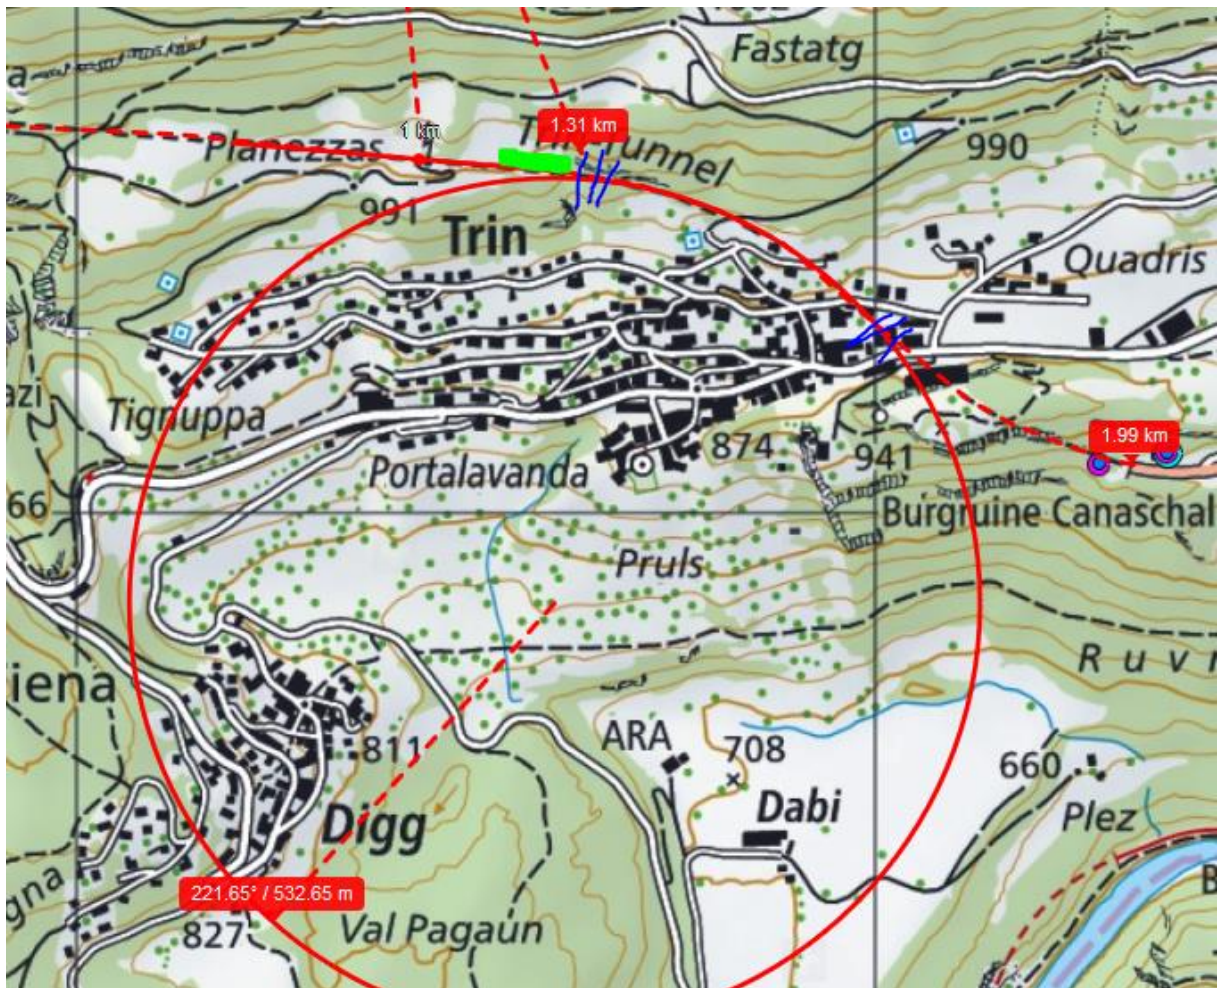 Fastatg
1.31 km
1 km
Planezzas
Tunnel
990
991
Trin
Quadris
Tignuppa
1.99 km
874
941
Portalavanda
66
Burgruine Canaschal
Pruls
Ruv
iena
ARA
708
811
660
Digg
Dabi
Plez
221.65° / 532.65 m
827
Val Pagaun
gna
B